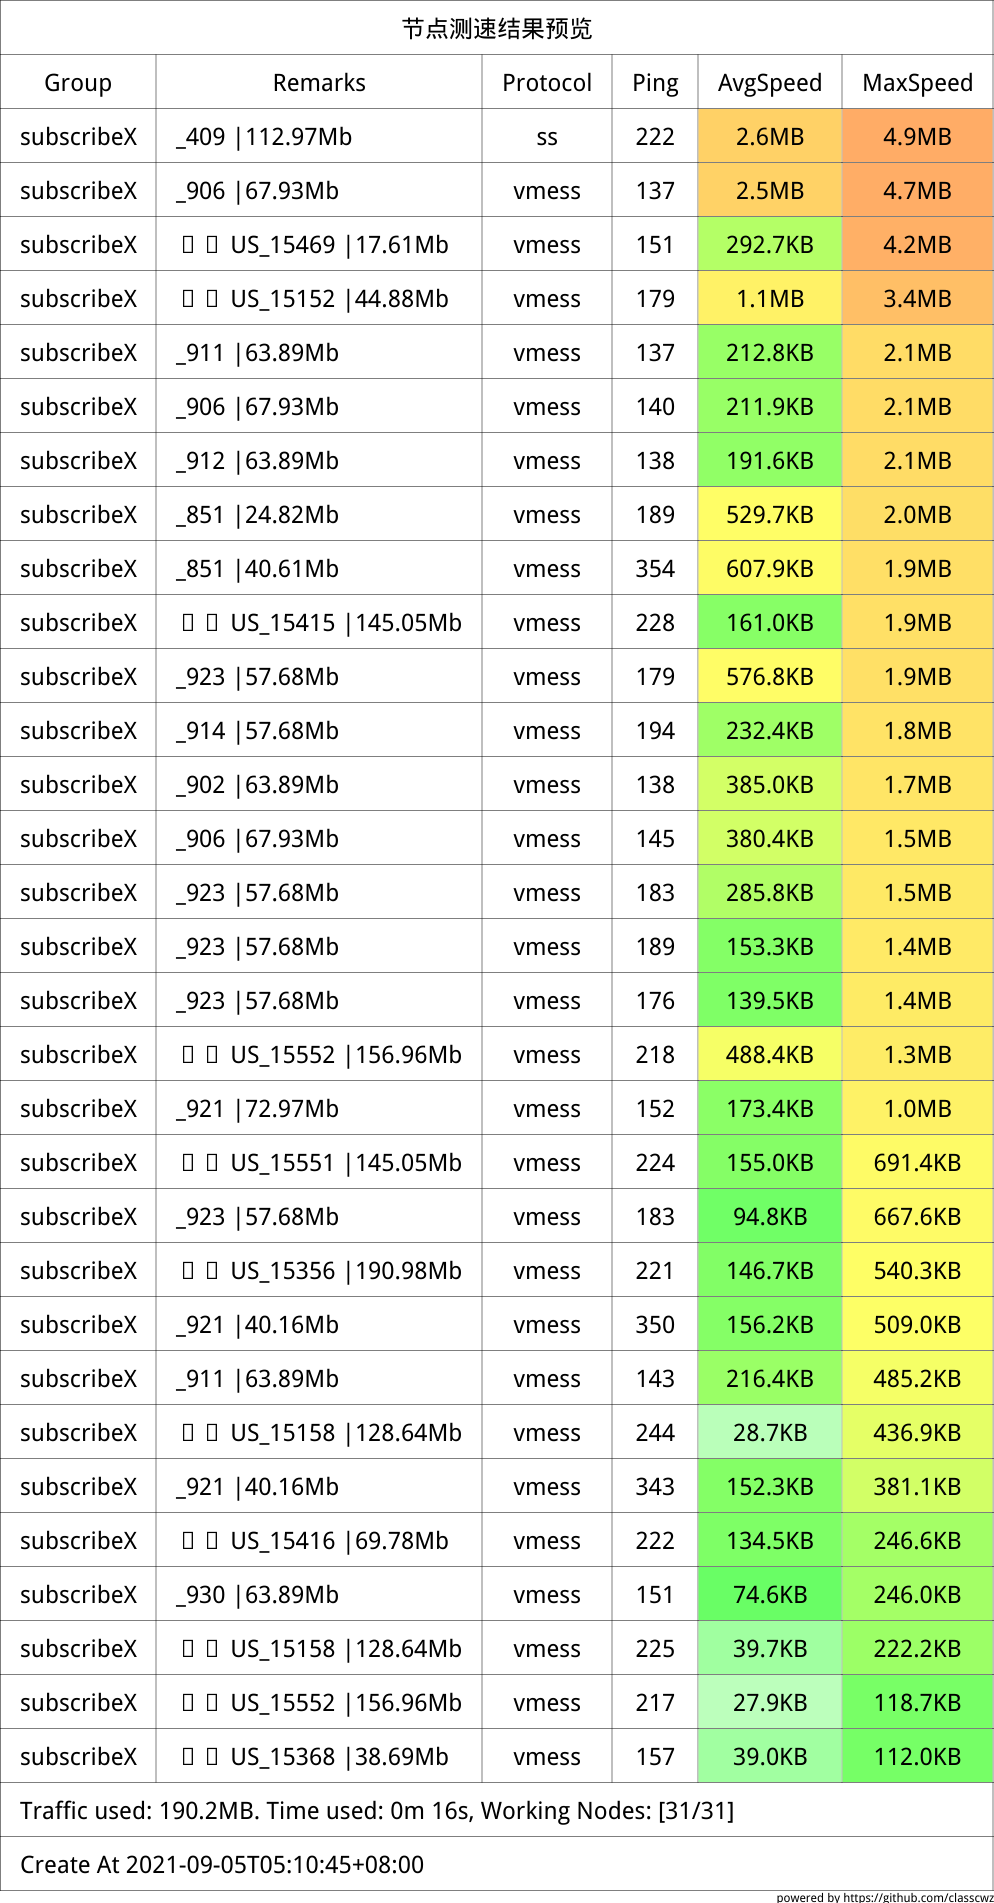 节点测速结果预览
Group Remarks Protocol Ping AvgSpeed MaxSpeed
subscribeX _409 |112.97Mb ss 222 2.6MB 4.9MB
subscribeX _906 |67.93Mb vmess 137 2.5MB 4.7MB
subscribeX US_15469 |17.61Mb vmess 151 292.7KB 4.2MB
subscribeX US_15152 |44.88Mb vmess 179 1.1MB 3.4MB
subscribeX _911 |63.89Mb vmess 137 212.8KB 2.1MB
subscribeX _906 |67.93Mb vmess 140 211.9KB 2.1MB
subscribeX _912 |63.89Mb vmess 138 191.6KB 2.1MB
subscribeX _851 |24.82Mb vmess 189 529.7KB 2.0MB
subscribeX _851 |40.61Mb vmess 354 607.9KB 1.9MB
subscribeX US_15415 |145.05Mb vmess 228 161.0KB 1.9MB
subscribeX _923 |57.68Mb vmess 179 576.8KB 1.9MB
subscribeX _914 |57.68Mb vmess 194 232.4KB 1.8MB
subscribeX _902 |63.89Mb vmess 138 385.0KB 1.7MB
subscribeX _906 |67.93Mb vmess 145 380.4KB 1.5MB
subscribeX _923 |57.68Mb vmess 183 285.8KB 1.5MB
subscribeX _923 |57.68Mb vmess 189 153.3KB 1.4MB
subscribeX _923 |57.68Mb vmess 176 139.5KB 1.4MB
subscribeX US_15552 |156.96Mb vmess 218 488.4KB 1.3MB
subscribeX _921 |72.97Mb vmess 152 173.4KB 1.0MB
subscribeX US_15551 |145.05Mb vmess 224 155.0KB 691.4KB
subscribeX _923 |57.68Mb vmess 183 94.8KB 667.6KB
subscribeX US_15356 |190.98Mb vmess 221 146.7KB 540.3KB
subscribeX _921 |40.16Mb vmess 350 156.2KB 509.0KB
subscribeX _911 |63.89Mb vmess 143 216.4KB 485.2KB
subscribeX US_15158 |128.64Mb vmess 244 28.7KB 436.9KB
subscribeX _921 |40.16Mb vmess 343 152.3KB 381.1KB
subscribeX US_15416 |69.78Mb vmess 222 134.5KB 246.6KB
subscribeX _930 |63.89Mb vmess 151 74.6KB 246.0KB
subscribeX US_15158 |128.64Mb vmess 225 39.7KB 222.2KB
subscribeX US_15552 |156.96Mb vmess 217 27.9KB 118.7KB
subscribeX US_15368 |38.69Mb vmess 157 39.0KB 112.0KB
Traffic used: 190.2MB. Time used: 0m 16s, Working Nodes: [31/31]
Create At 2021-09-05T05:10:45+08:00
powered by https://github.com/classcwz